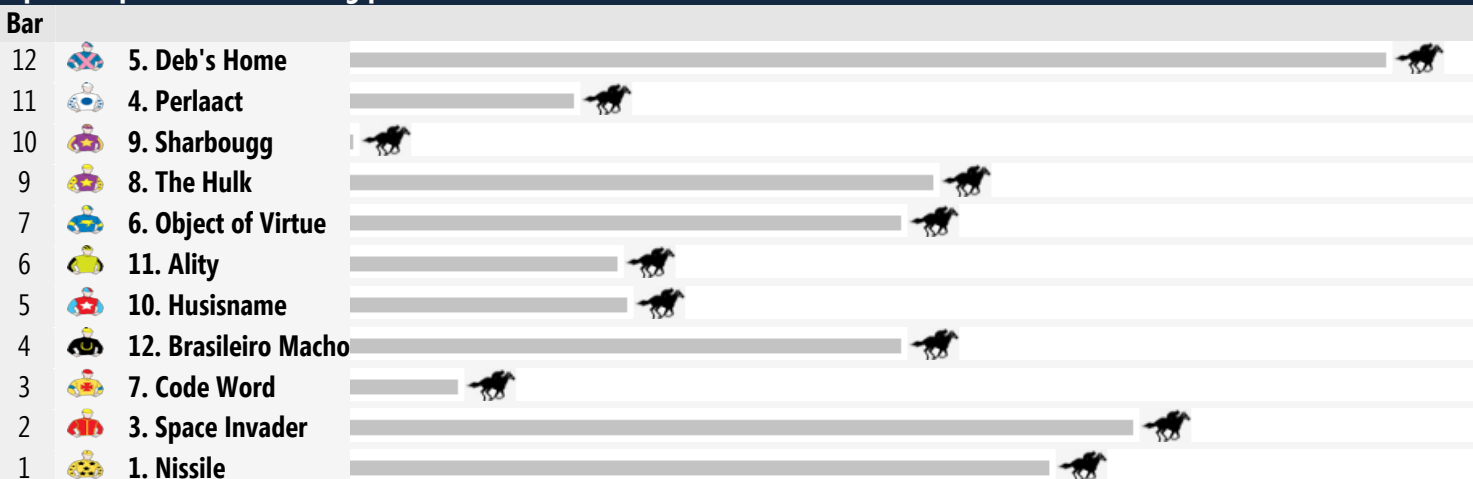 Bar
12 5. Deb's Home
11 4. Perlaact
10 9. Sharbougg
9 8. The Hulk
7 6. Object of Virtue
6 11. Ality
5 10. Husisname
4 12. Brasileiro Macho
3 7. Code Word
2 3. Space Invader
1 1. Nissile